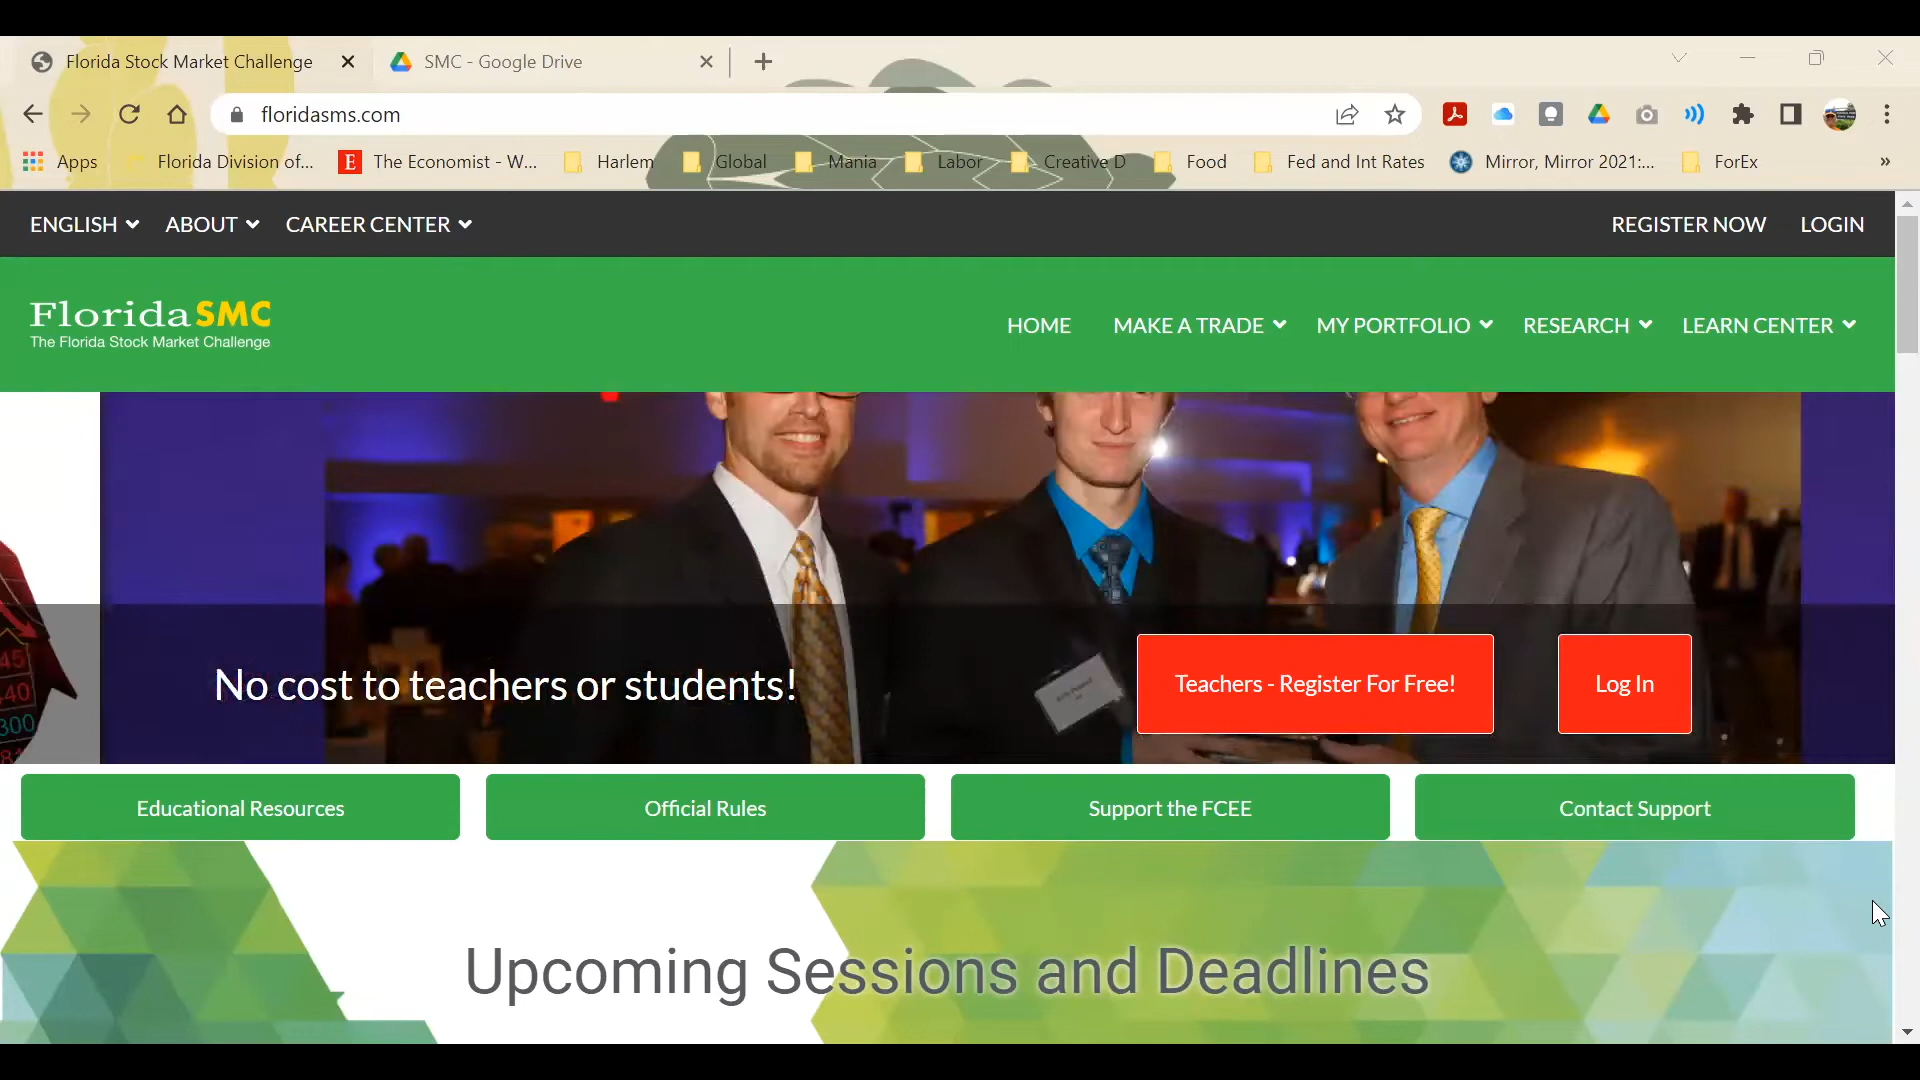 Florida Stock Market Challenge
SMC - Google Drive
floridasms.com
Apps
Florida Division of...
The Economist - W...
Harlem
Global
Mania
Labor
Creative D
Food
Fed and Int Rates
Mirror, Mirror 2021:...
ForEx
»
ENGLISH
ABOUT
CAREER CENTER
REGISTER NOW
LOGIN
Florida SMC
The Florida Stock Market Challenge
HOME
MAKE A TRADE
MY PORTFOLIO
RESEARCH
LEARN CENTER
45
40
300
No cost to teachers or students!
Teachers - Register For Free!
Log In
Educational Resources
Official Rules
Support the FCEE
Contact Support
Upcoming Sessions and Deadlines